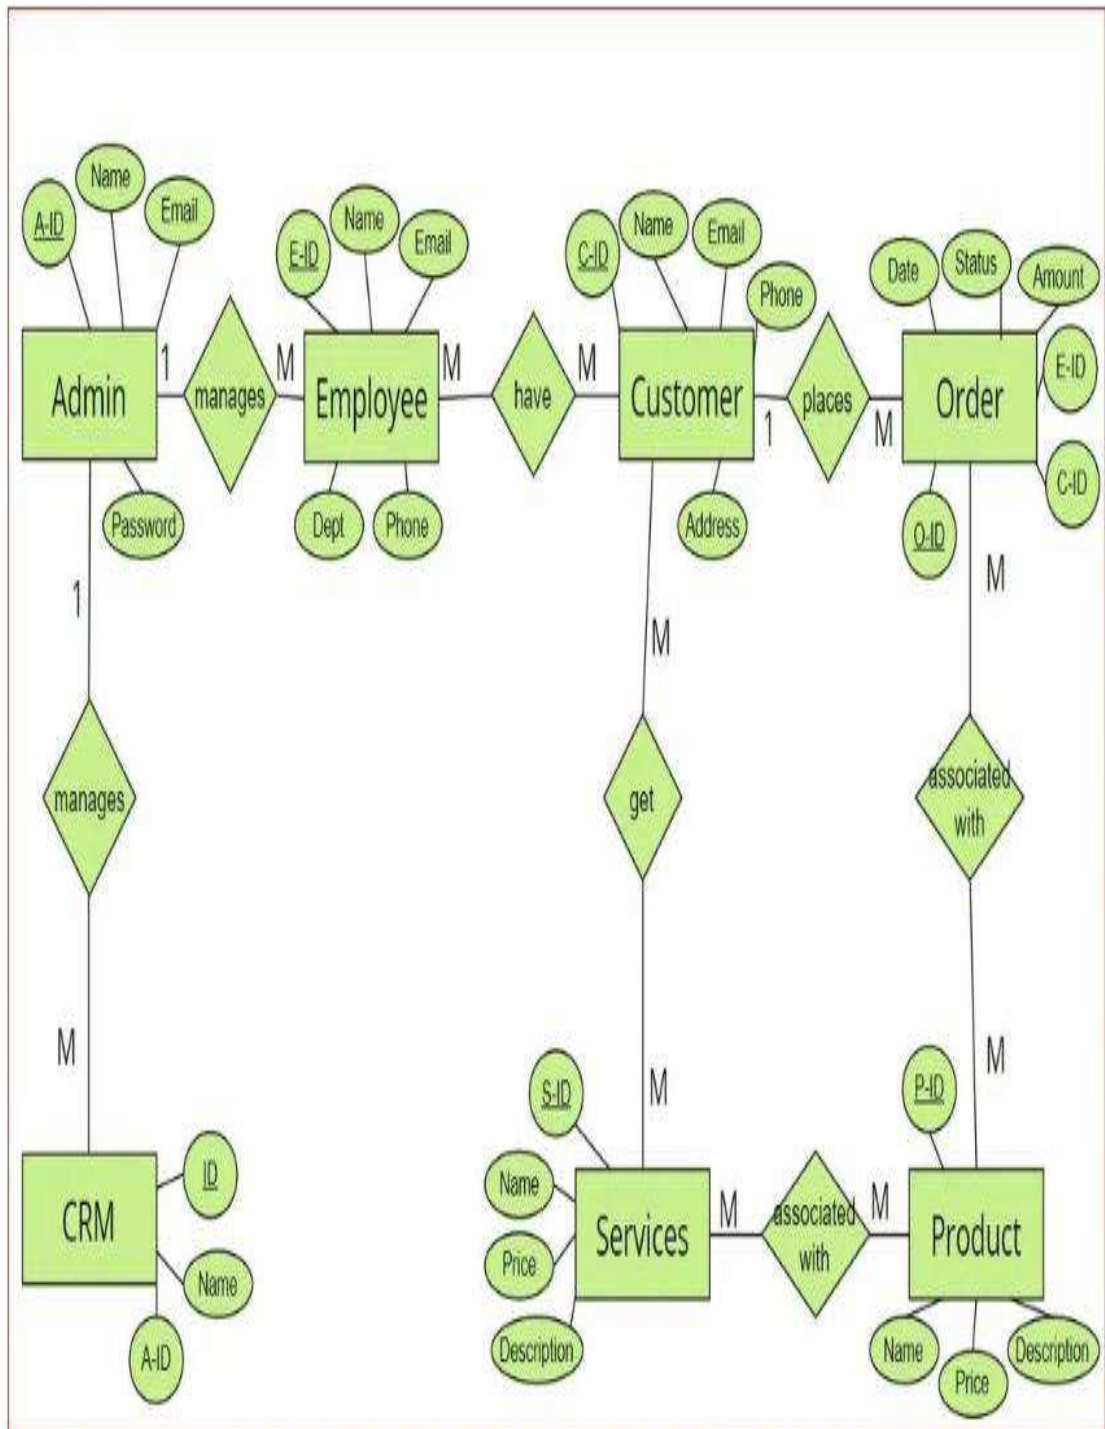 Name
A-ID
Email
Name
E-ID
Email
Name
C-ID
Email
Phone
Date
Status
Amount
E-ID
Admin
1
manages
M
Employee
M
have
M
Customer
1
places
M
Order
C-ID
Password
Dept
Phone
Address
O-ID
1
M
M
manages
get
associated
with
M
M
M
S-ID
P-ID
CRM
ID
Name
A-ID
Name
Price
Description
Services
M
associated
with
M
Product
Name
Price
Description